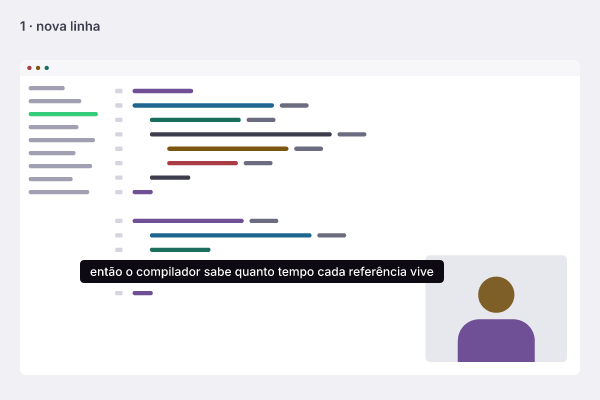 1 · nova linha
então o compilador sabe quanto tempo cada referência vive